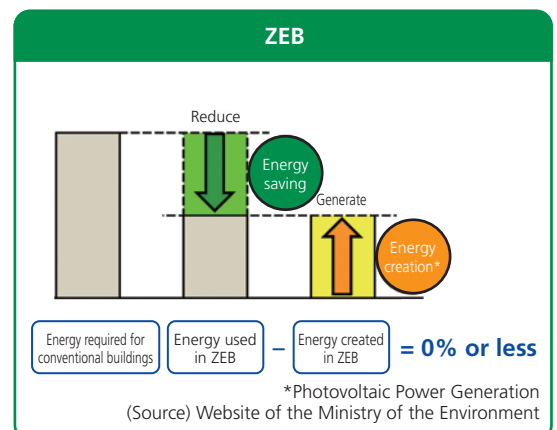 ZEB
Reduce
Energy
saving
Generate
Energy
creation*
Energy required for
conventional buildings
Energy used
in ZEB
–
Energy created
in ZEB
= 0% or less
*Photovoltaic Power Generation
(Source) Website of the Ministry of the Environment